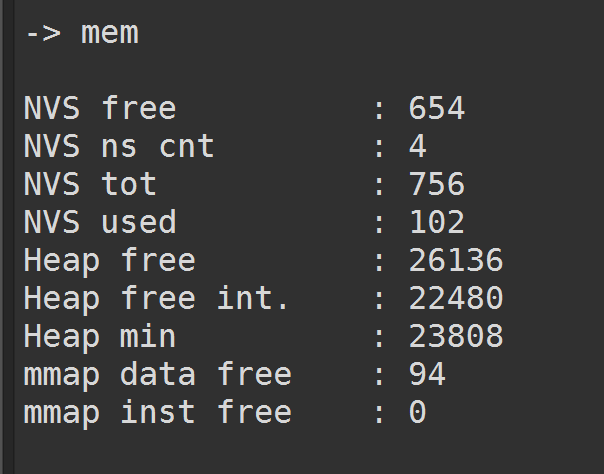 -> mem
NVS free : 654
NVS ns cnt : 4
NVS tot : 756
NVS used : 102
Heap free : 26136
Heap free int. : 22480
Heap min : 23808
mmap data free : 94
mmap inst free : 0